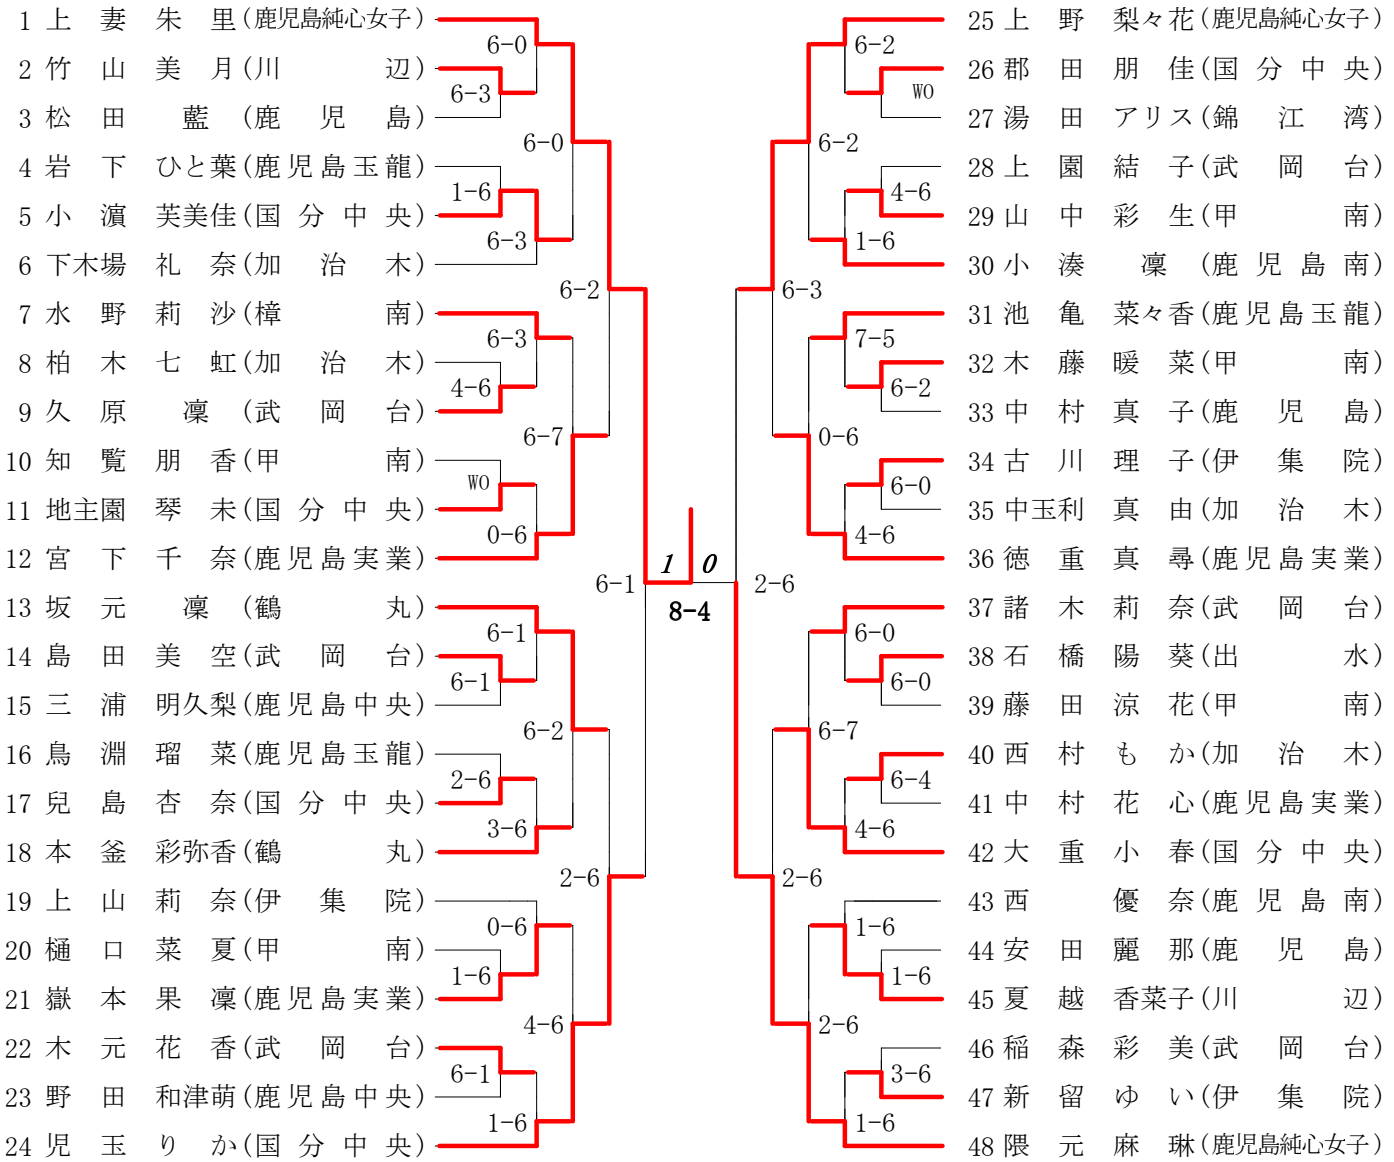 1 上妻朱里(鹿児島純心女子)
6-0
2 竹山美月(川辺)
6-3
3 松田藍(鹿児島)
6-0
4 岩下ひと葉(鹿児島玉龍)
1-6
5 小濵芙美佳(国分中央)
6-3
6 下木場礼奈(加治木)
6-2
7 水野莉沙(樟南)
6-3
8 柏木七虹(加治木)
4-6
9 久原凜(武岡台)
6-7
10 知覧朋香(甲南)
WO
11 地主園琴未(国分中央)
0-6
12 宮下千奈(鹿児島実業)
6-1
13 坂元凜(鶴丸)
6-1
14 島田美空(武岡台)
6-1
15 三浦明久梨(鹿児島中央)
6-2
16 鳥淵瑠菜(鹿児島玉龍)
2-6
17 兒島杏奈(国分中央)
3-6
18 本釜彩弥香(鶴丸)
2-6
19 上山莉奈(伊集院)
0-6
20 樋口菜夏(甲南)
1-6
21 嶽本果凜(鹿児島実業)
4-6
22 木元花香(武岡台)
6-1
23 野田和津萌(鹿児島中央)
1-6
24 児玉りか(国分中央)
1 0
8-4
25 上野梨々花(鹿児島純心女子)
6-2
26 郡田朋佳(国分中央)
WO
27 湯田アリス(錦江湾)
6-2
28 上園結子(武岡台)
4-6
29 山中彩生(甲南)
1-6
30 小湊凜(鹿児島南)
6-3
31 池亀菜々香(鹿児島玉龍)
7-5
32 木藤暖菜(甲南)
6-2
33 中村真子(鹿児島)
0-6
34 古川理子(伊集院)
6-0
35 中玉利真由(加治木)
4-6
36 徳重真尋(鹿児島実業)
2-6
37 諸木莉奈(武岡台)
6-0
38 石橋陽葵(出水)
6-0
39 藤田涼花(甲南)
6-7
40 西村もか(加治木)
6-4
41 中村花心(鹿児島実業)
4-6
42 大重小春(国分中央)
2-6
43 西優奈(鹿児島南)
1-6
44 安田麗那(鹿児島)
1-6
45 夏越香菜子(川辺)
2-6
46 稲森彩美(武岡台)
3-6
47 新留ゆい(伊集院)
1-6
48 隈元麻琳(鹿児島純心女子)